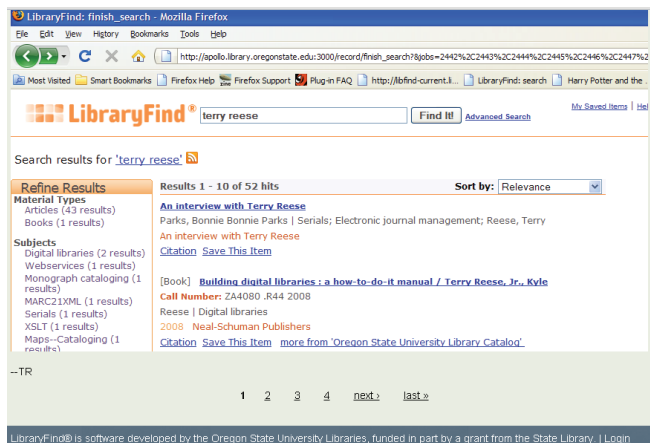 LibraryFind: finish_search - Mozilla Firefox
File Edit View History Bookmarks Tools Help
http://apollo.library.oregonstate.edu:3000/record/finish_search?&jobs=2442%2C2443%2C2444%2C2445%2C2446%2C2447%2
Most Visited Smart Bookmarks Firefox Help Firefox Support Plug-in FAQ http://libfind-current.li... LibraryFind: search Harry Potter and the ...
LibraryFind® terry reese Find It! Advanced Search My Saved Items | Hel
Search results for 'terry reese'
Refine Results
Material Types
Articles (43 results)
Books (1 results)
Subjects
Digital libraries (2 results)
Webservices (1 results)
Monograph cataloging (1
results)
MARC21XML (1 results)
Serials (1 results)
XSLT (1 results)
Maps--Cataloging (1
results)
Results 1 - 10 of 52 hits Sort by: Relevance
An interview with Terry Reese
Parks, Bonnie Bonnie Parks | Serials; Electronic journal management; Reese, Terry
An interview with Terry Reese
Citation Save This Item
[Book] Building digital libraries : a how-to-do-it manual / Terry Reese, Jr., Kyle
Call Number: ZA4080 .R44 2008
Reese | Digital libraries
2008 Neal-Schuman Publishers
Citation Save This Item more from 'Oregon State University Library Catalog'
--TR
1 2 3 4 next › last »
LibraryFind® is software developed by the Oregon State University Libraries, funded in part by a grant from the State Library. | Login